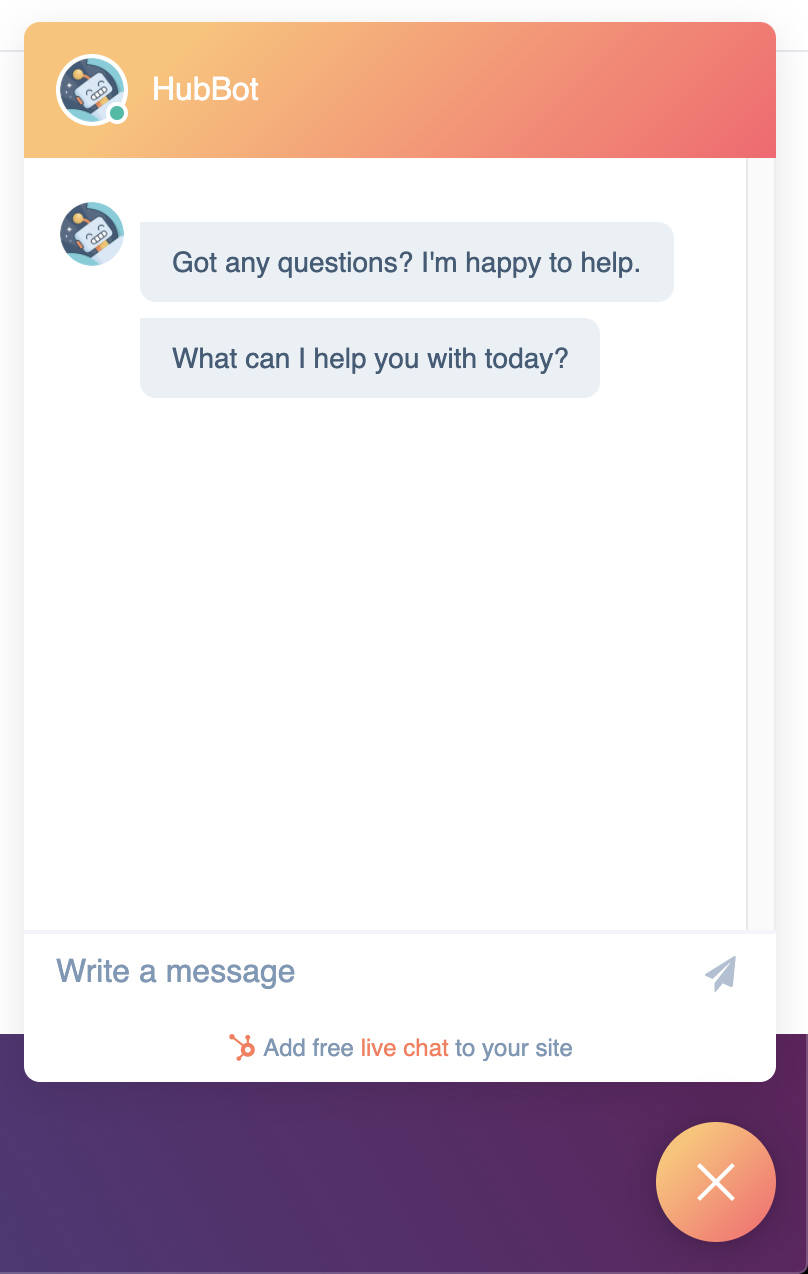 HubBot
Got any questions? I'm happy to help.
What can I help you with today?
Write a message
Add free live chat to your site